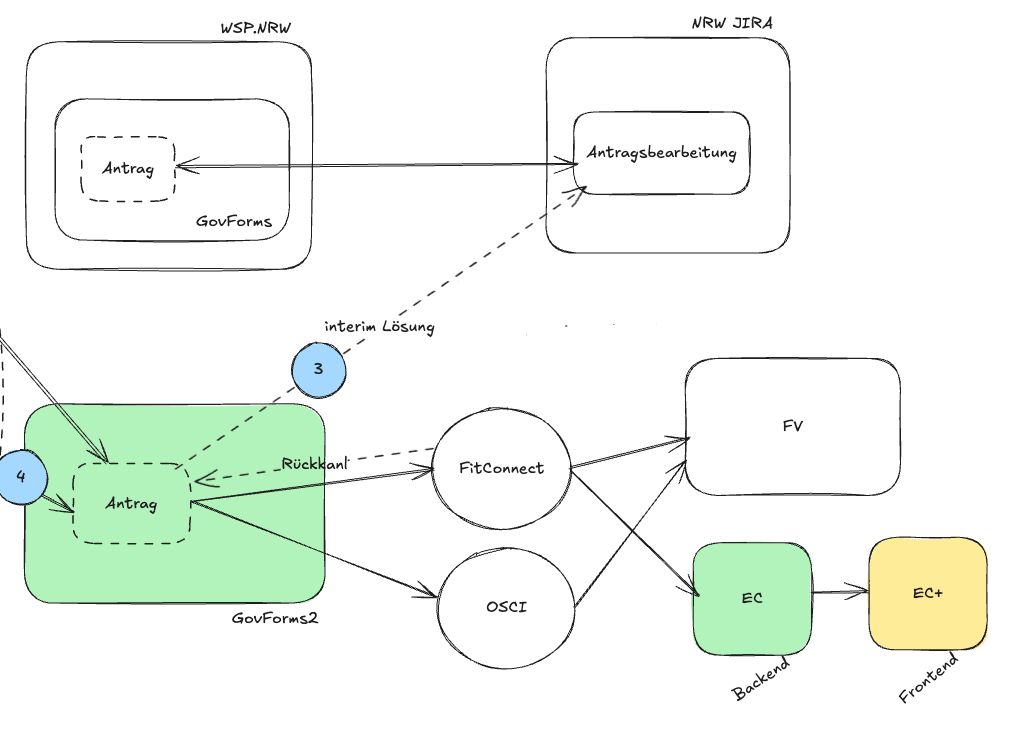 WSP.NRW
NRW JIRA
Antrag
Antragsbearbeitung
GovForms
interim Lösung
3
FV
Rückkanl
FitConnect
4
Antrag
EC
EC+
OSCI
GovForms2
Backend
Frontend